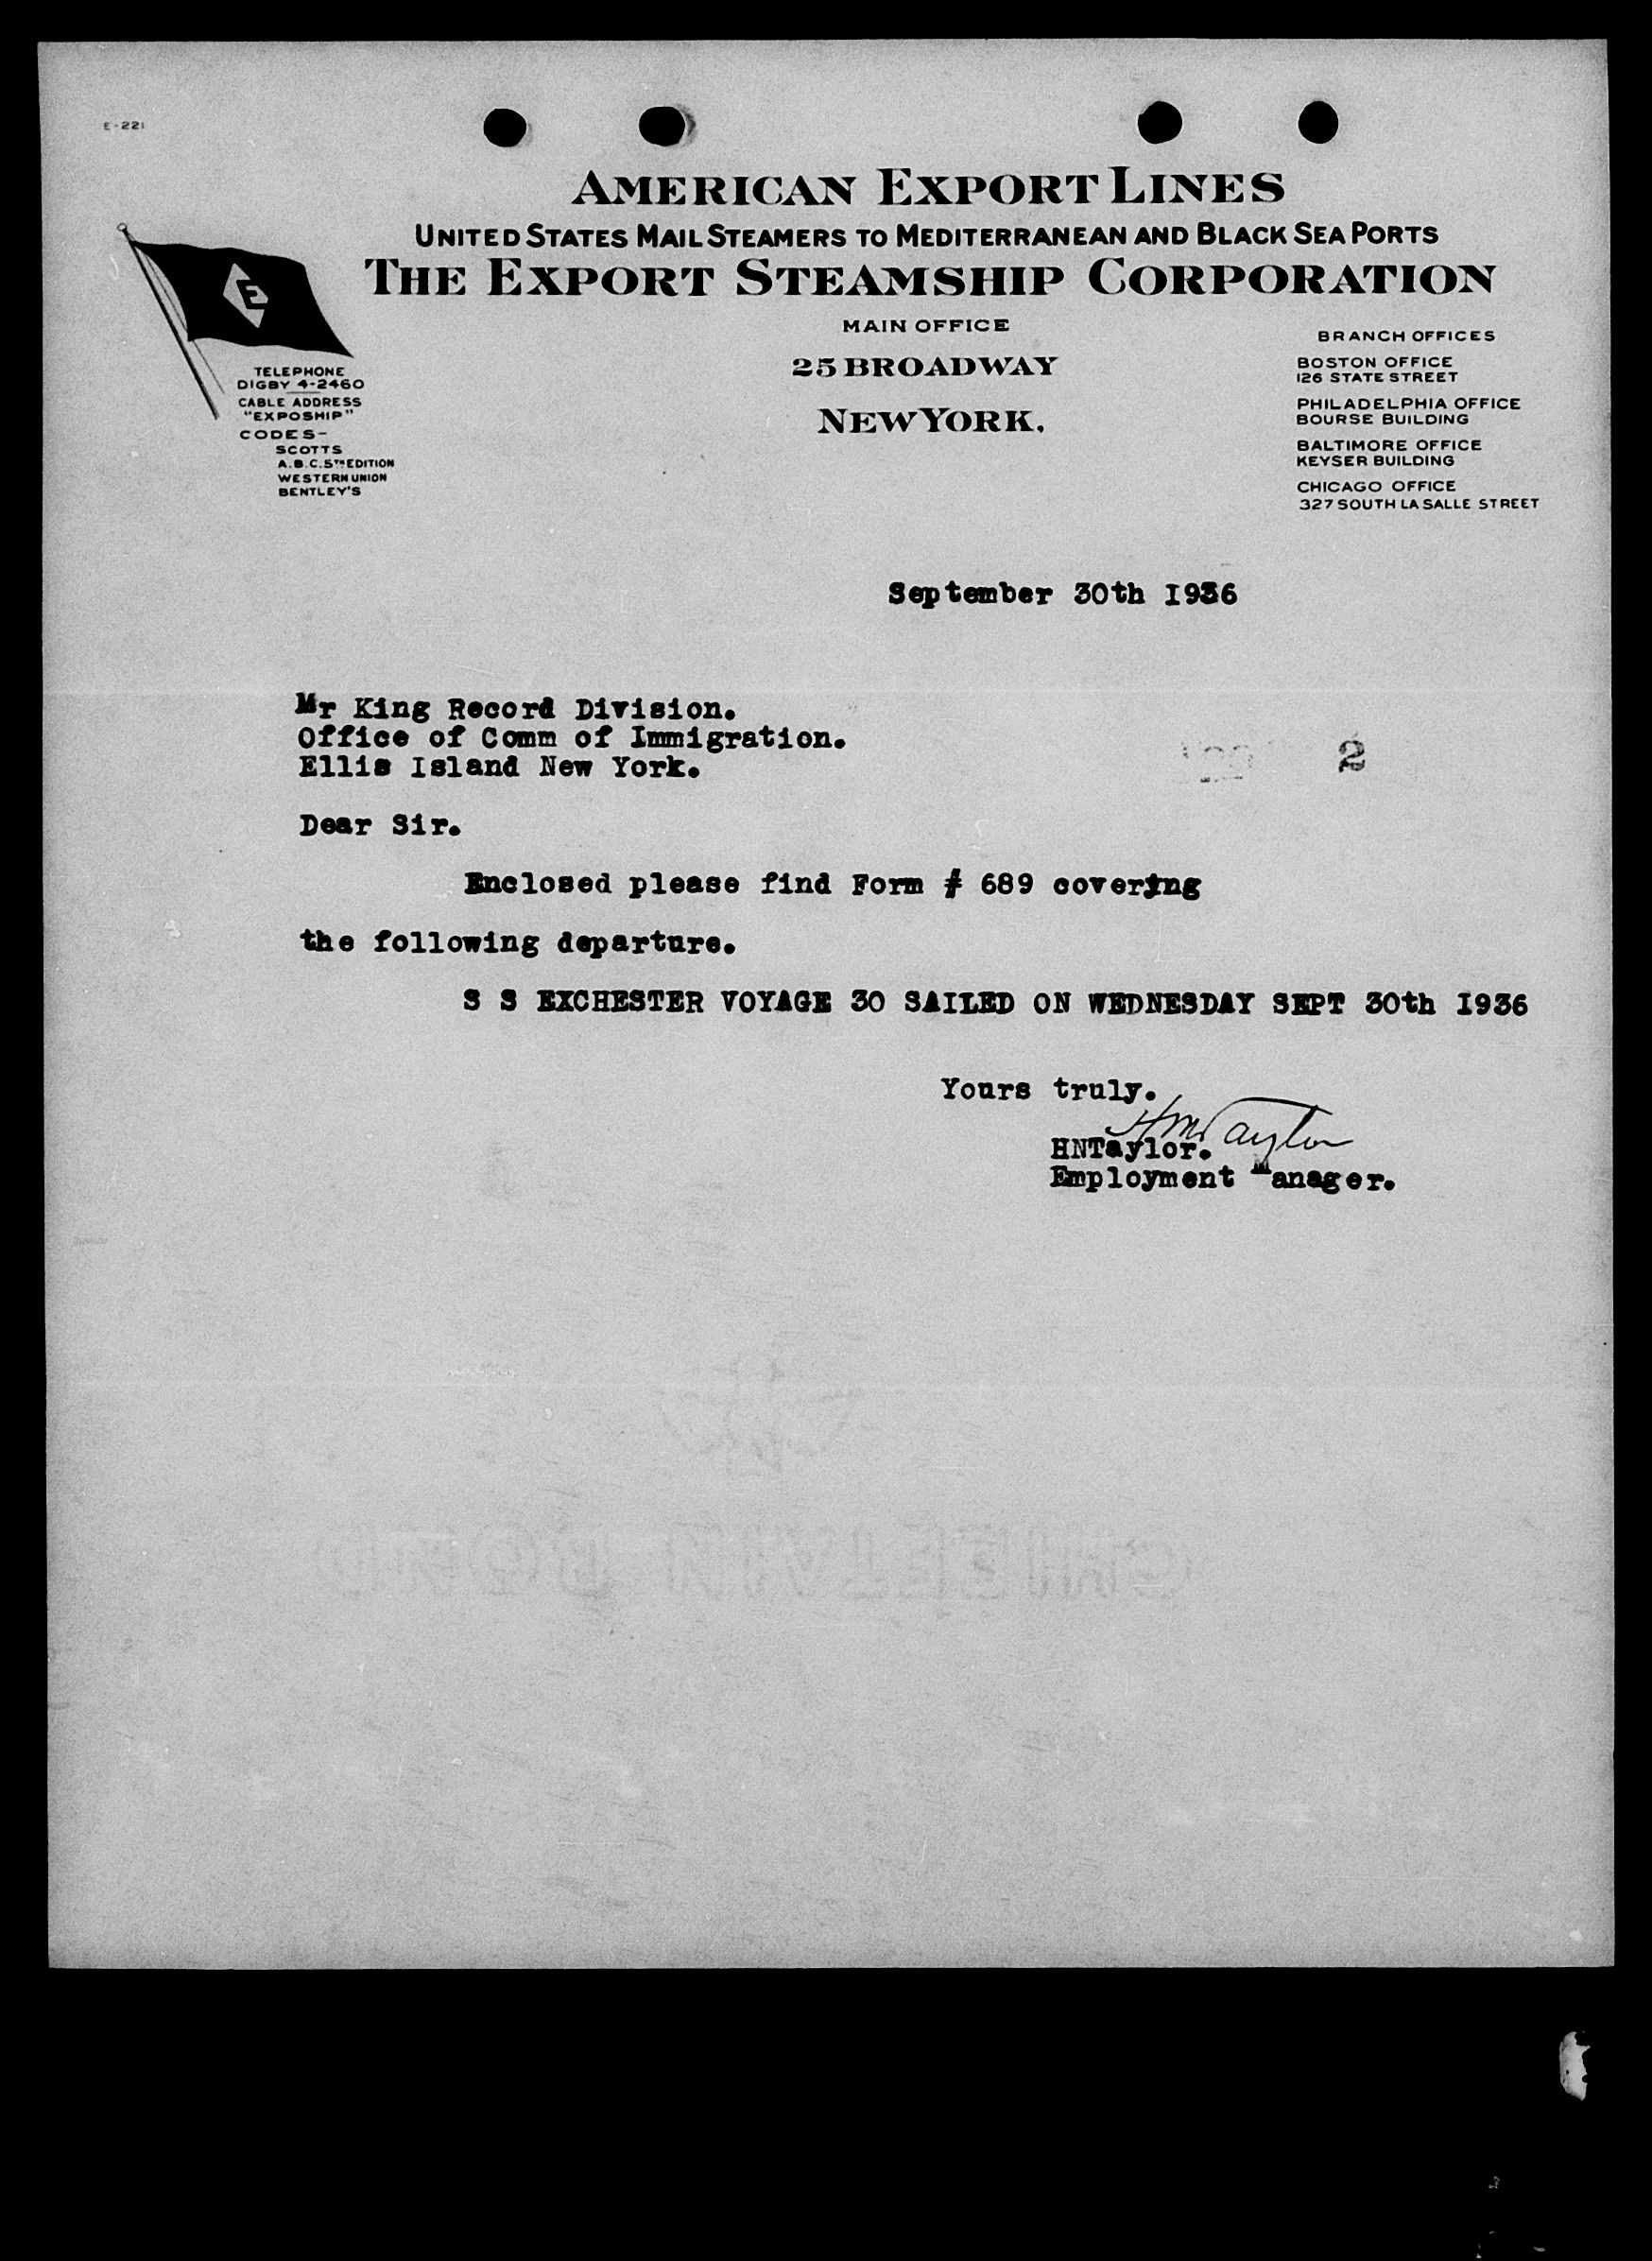 E-221
AMERICAN EXPORT LINES
UNITED STATES MAIL STEAMERS TO MEDITERRANEAN AND BLACK SEA PORTS
THE EXPORT STEAMSHIP CORPORATION
E
TELEPHONE
DIGBY 4-2460
CABLE ADDRESS
"EXPOSHIP"
CODES-
SCOTTS
A.B.C. 5TH EDITION
WESTERN UNION
BENTLEY'S
MAIN OFFICE
25 BROADWAY
NEW YORK.
BRANCH OFFICES
BOSTON OFFICE
126 STATE STREET
PHILADELPHIA OFFICE
BOURSE BUILDING
BALTIMORE OFFICE
KEYSER BUILDING
CHICAGO OFFICE
327 SOUTH LA SALLE STREET
September 30th 1936
Mr King Record Division.
Office of Comm of Immigration.
Ellis Island New York.
2
Dear Sir.
Enclosed please find Form # 689 covering
the following departure.
S S EXCHESTER VOYAGE 30 SAILED ON WEDNESDAY SEPT 30th 1936
Yours truly.
HNTaylor
HNTaylor.
Employment Manager.